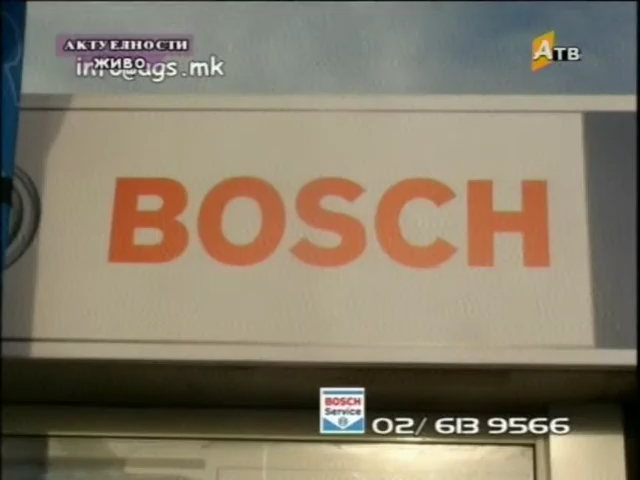 АКТУЕЛНОСТИ
ЖИВО
info@ugs.mk
АТВ
BOSCH
BOSCH
Service
02/ 613 9566